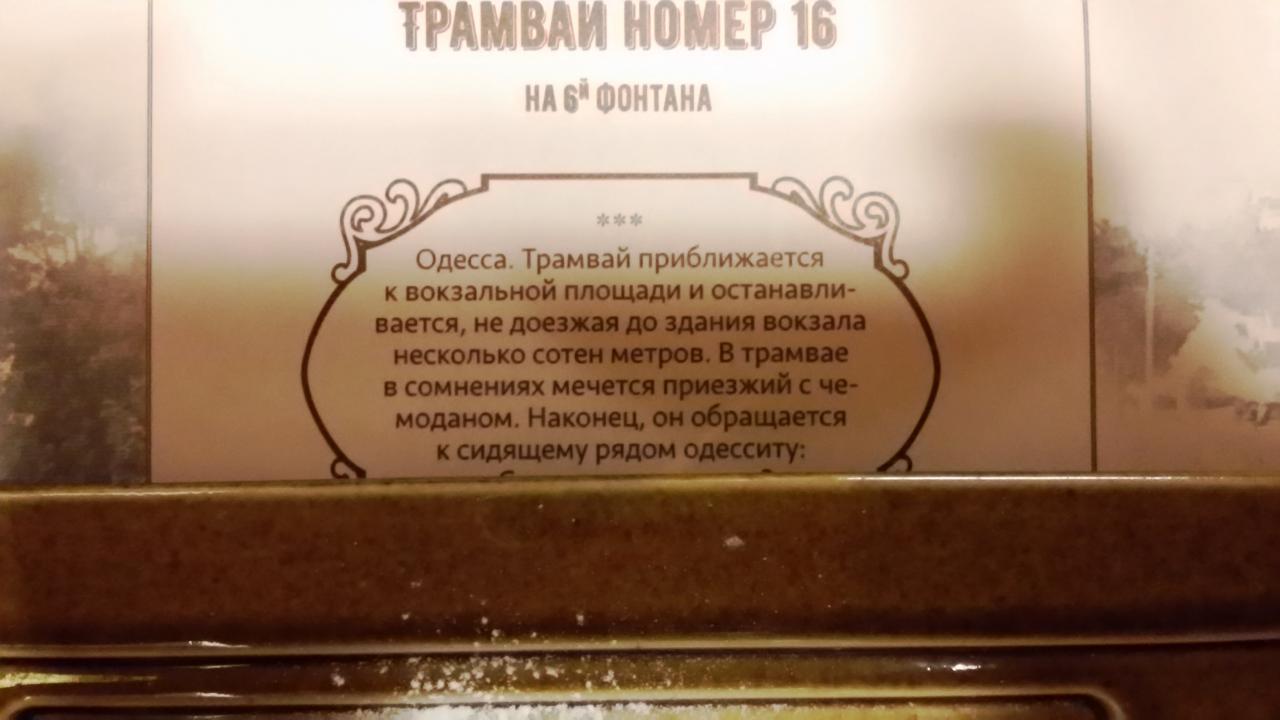 ТРАМВАЙ НОМЕР 16
НА 6Й ФОНТАНА
***
Одесса. Трамвай приближается
к вокзальной площади и останавли-
вается, не доезжая до здания вокзала
несколько сотен метров. В трамвае
в сомнениях мечется приезжий с че-
моданом. Наконец, он обращается
к сидящему рядом одесситу: